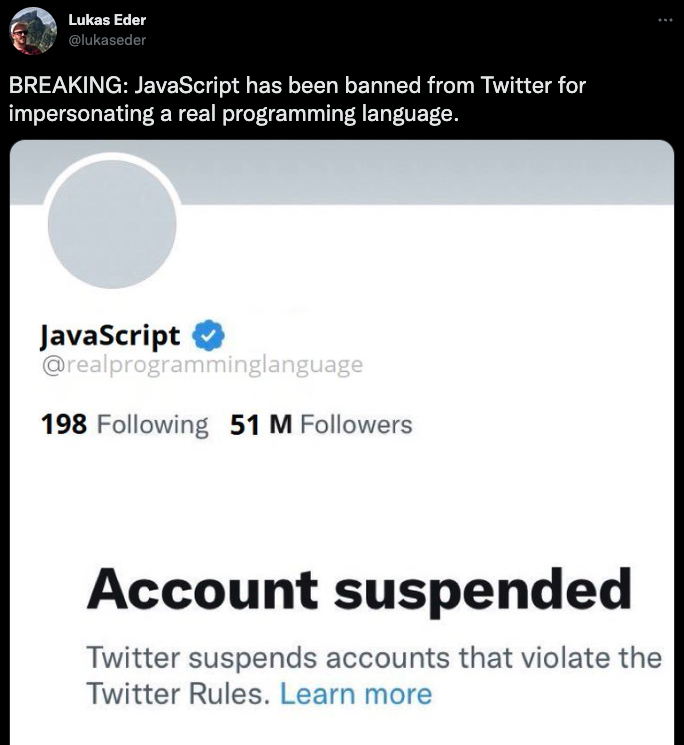 Lukas Eder
@lukaseder
BREAKING: JavaScript has been banned from Twitter for
impersonating a real programming language.
JavaScript
@realprogramminglanguage
198 Following 51 M Followers
Account suspended
Twitter suspends accounts that violate the
Twitter Rules. Learn more